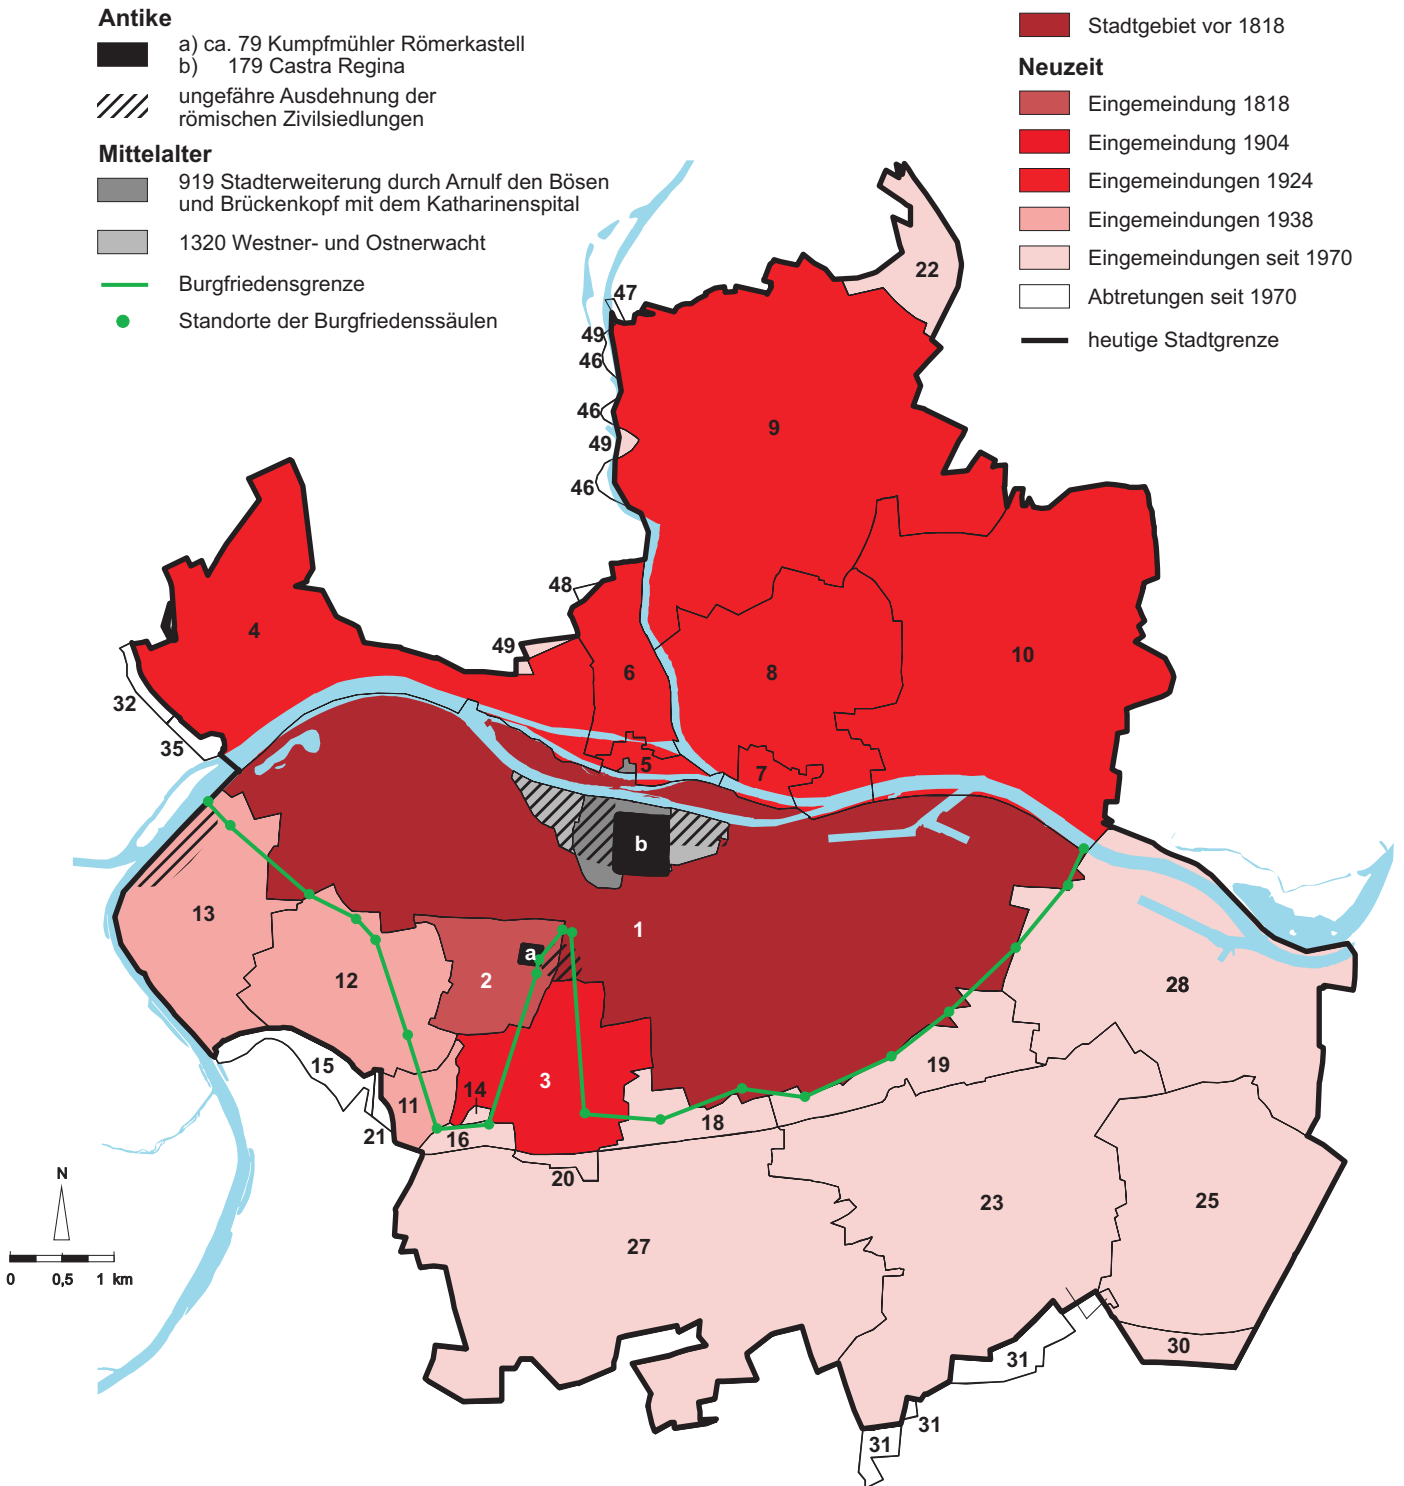 Antike
a) ca. 79 Kumpfmühler Römerkastell
b) 179 Castra Regina
ungefähre Ausdehnung der
römischen Zivilsiedlungen
Mittelalter
919 Stadterweiterung durch Arnulf den Bösen
und Brückenkopf mit dem Katharinenspital
1320 Westner- und Ostnerwacht
Burgfriedensgrenze
Standorte der Burgfriedenssäulen
Stadtgebiet vor 1818
Neuzeit
Eingemeindung 1818
Eingemeindung 1904
Eingemeindungen 1924
Eingemeindungen 1938
Eingemeindungen seit 1970
Abtretungen seit 1970
heutige Stadtgrenze
22
47
49
46
46
9
49
46
48
4
49
6
8
10
32
35
5
7
b
13
1
a
12
2
28
15
14
3
19
11
21
16
18
20
23
25
27
N
0 0,5 1 km
30
31
31
31